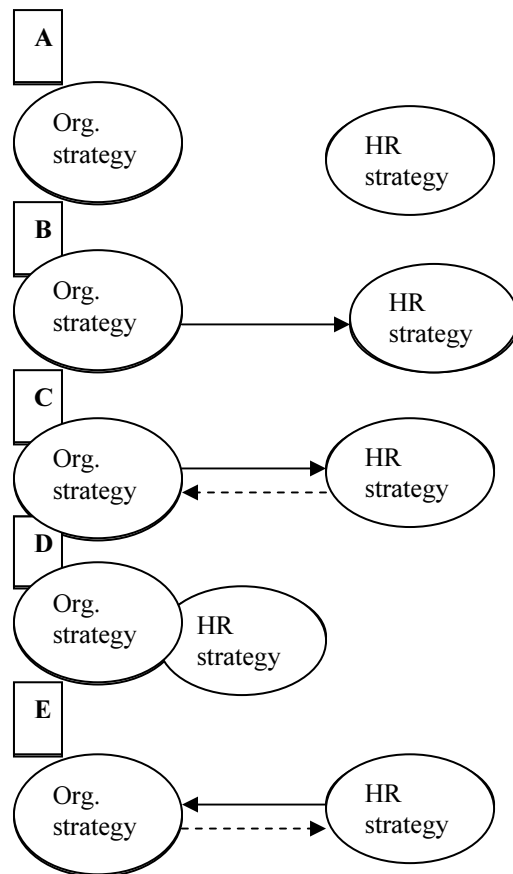 A
Org.
strategy
HR
strategy
B
Org.
strategy
HR
strategy
C
Org.
strategy
HR
strategy
D
Org.
strategy
HR
strategy
E
Org.
strategy
HR
strategy